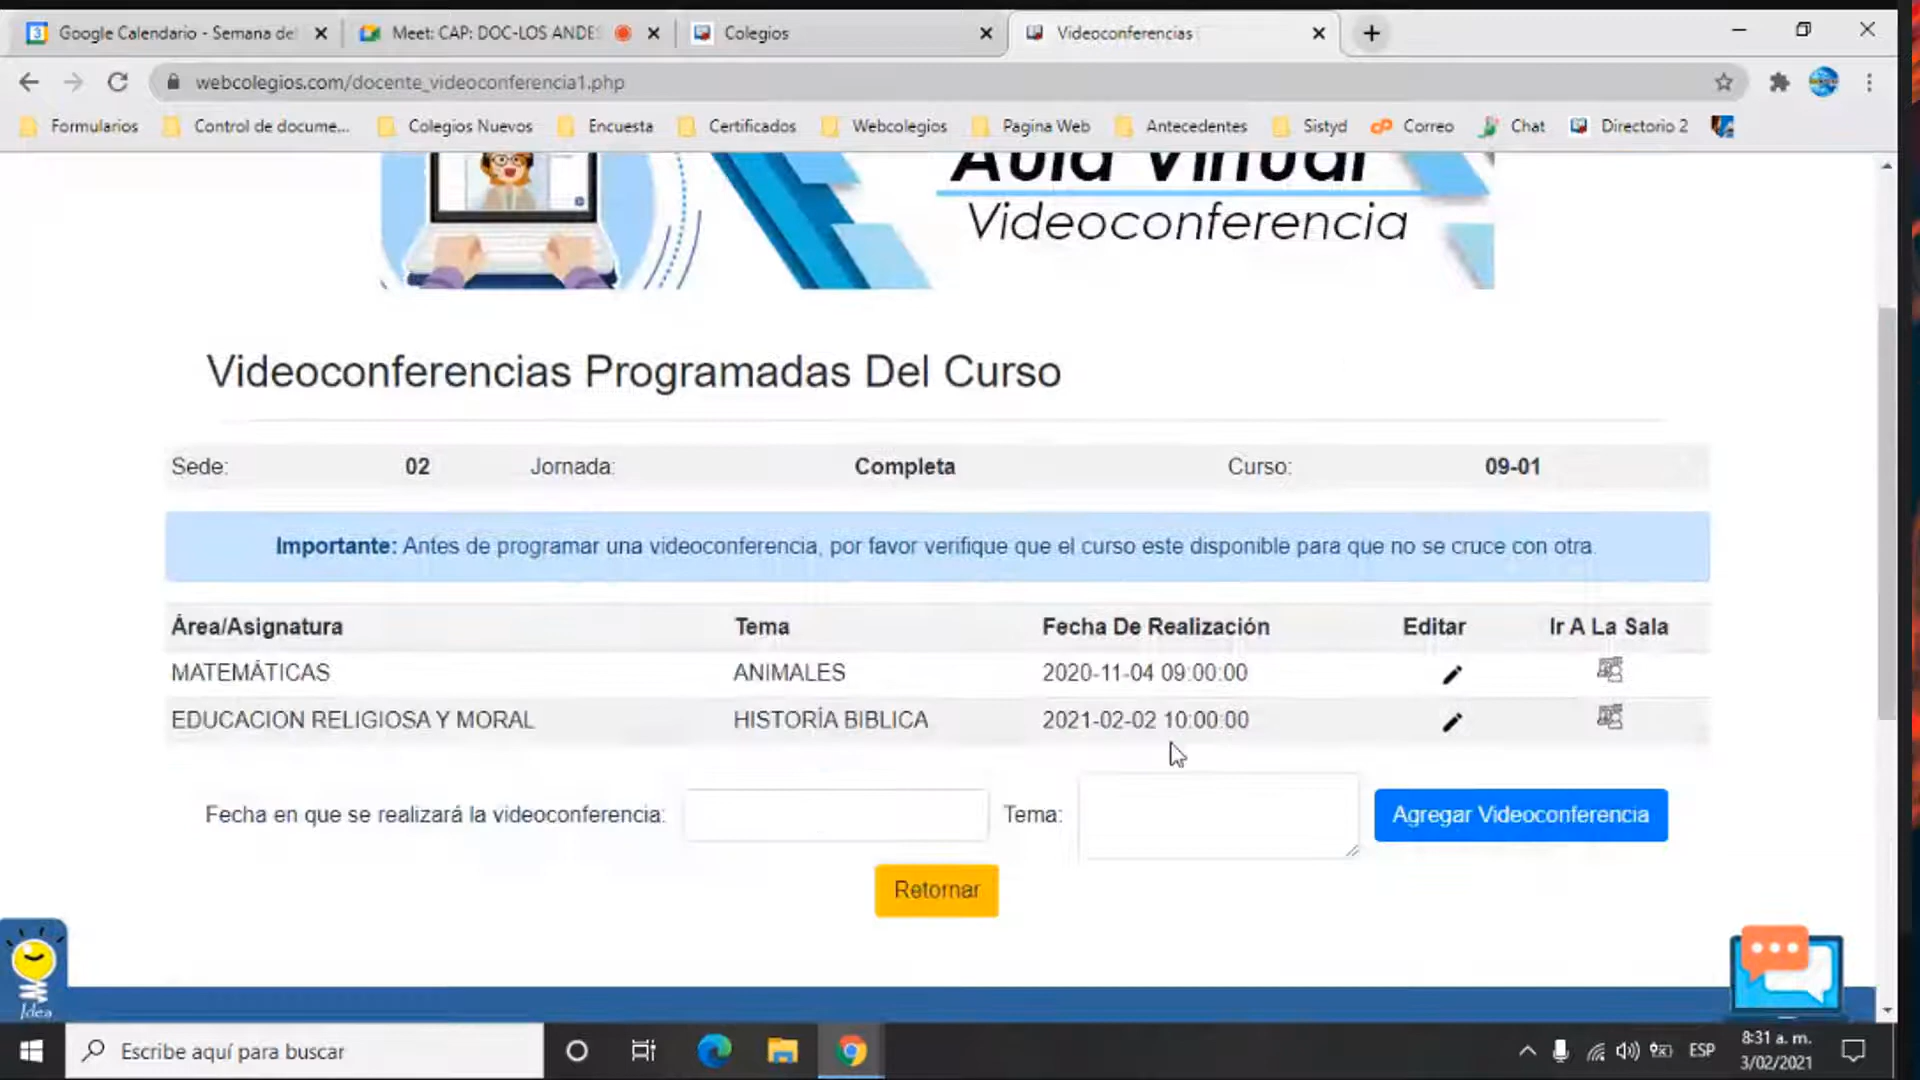 Google Calendario - Semana de
Meet: CAP: DOC-LOS ANDES
Colegios
Videoconferencias
webcolegios.com/docente_videoconferencia1.php
Formularios
Control de docume...
Colegios Nuevos
Encuesta
Certificados
Webcolegios
Pagina Web
Antecedentes
Sistyd
Correo
Chat
Directorio 2
Aula Virtual
Videoconferencia
Videoconferencias Programadas Del Curso
Sede: 02 Jornada: Completa Curso: 09-01
Importante: Antes de programar una videoconferencia, por favor verifique que el curso este disponible para que no se cruce con otra.
Área/Asignatura Tema Fecha De Realización Editar Ir A La Sala
MATEMÁTICAS ANIMALES 2020-11-04 09:00:00
EDUCACION RELIGIOSA Y MORAL HISTORÍA BIBLICA 2021-02-02 10:00:00
Fecha en que se realizará la videoconferencia: Tema: Agregar Videoconferencia
Retornar
Idea
Escribe aquí para buscar
ESP
8:31 a. m.
3/02/2021